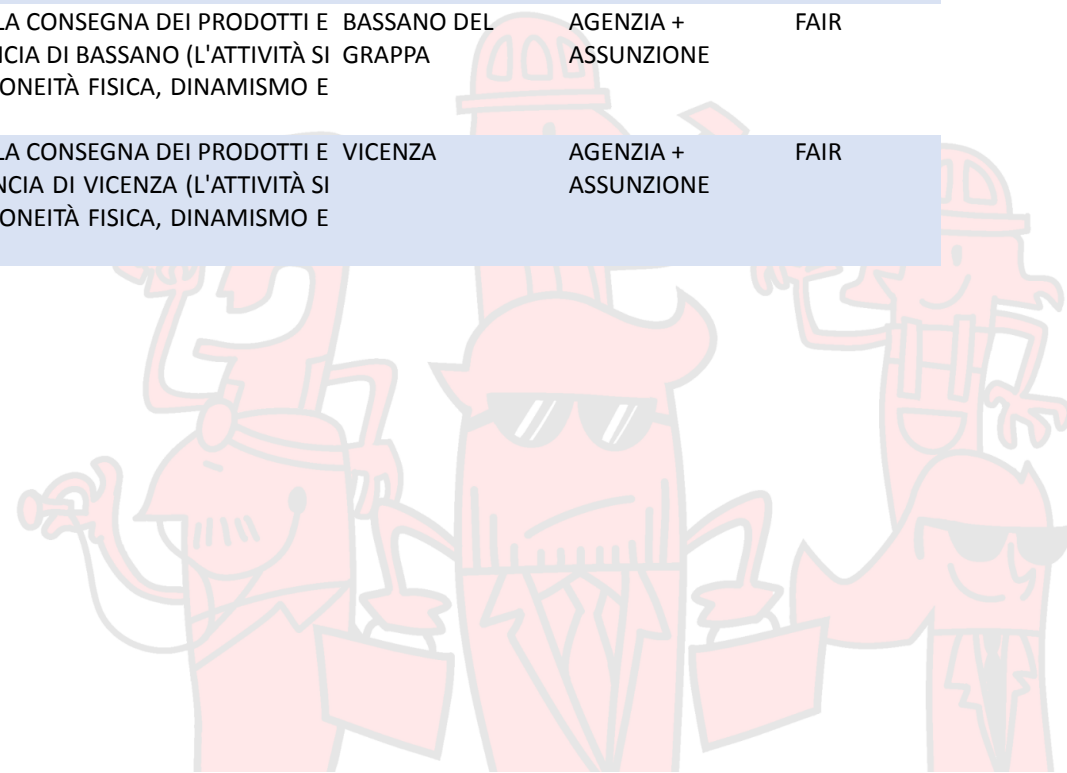 LA CONSEGNA DEI PRODOTTI E BASSANO DEL AGENZIA + FAIR
NCIA DI BASSANO (L'ATTIVITÀ SI GRAPPA ASSUNZIONE
ONEITÀ FISICA, DINAMISMO E
LA CONSEGNA DEI PRODOTTI E VICENZA AGENZIA + FAIR
NCIA DI VICENZA (L'ATTIVITÀ SI ASSUNZIONE
ONEITÀ FISICA, DINAMISMO E